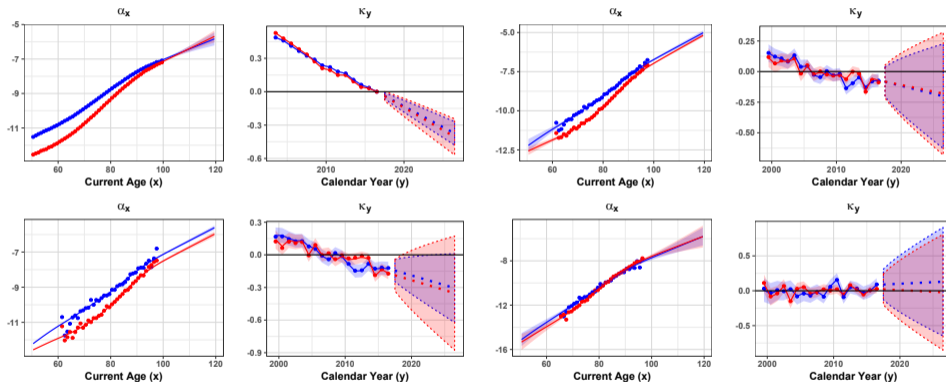 αx κy αx κy
-5
-7
-9
-11
60 80 100 120
Current Age (x)
0.3
0.0
-0.3
-0.6
2010 2020
Calendar Year (y)
-5.0
-7.5
-10.0
-12.5
60 80 100 120
Current Age (x)
0.25
0.00
-0.25
-0.50
2000 2010 2020
Calendar Year (y)
αx κy αx κy
-7
-9
-11
60 80 100 120
Current Age (x)
0.3
0.0
-0.3
-0.6
-0.9
2000 2010 2020
Calendar Year (y)
-8
-12
-16
60 80 100 120
Current Age (x)
0.5
0.0
-0.5
2000 2010 2020
Calendar Year (y)